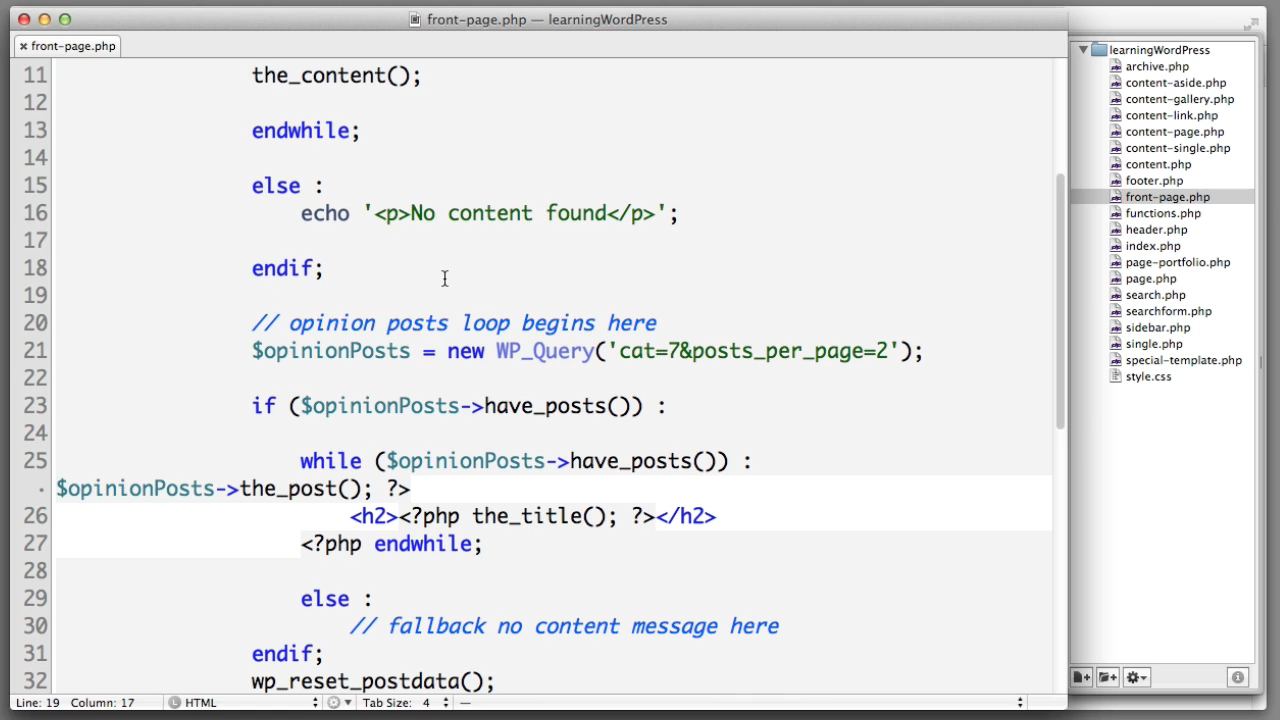 front-page.php — learningWordPress
× front-page.php
11 the_content();
12
13 endwhile;
14
15 else :
16 echo '<p>No content found</p>';
17
18 endif;
19
20 // opinion posts loop begins here
21 $opinionPosts = new WP_Query('cat=7&posts_per_page=2');
22
23 if ($opinionPosts->have_posts()) :
24
25 while ($opinionPosts->have_posts()) :
· $opinionPosts->the_post(); ?>
26 <h2><?php the_title(); ?></h2>
27 <?php endwhile;
28
29 else :
30 // fallback no content message here
31 endif;
32 wp_reset_postdata();
Line: 19 Column: 17 L HTML Tab Size: 4 —
learningWordPress
archive.php
content-aside.php
content-gallery.php
content-link.php
content-page.php
content-single.php
content.php
footer.php
front-page.php
functions.php
header.php
index.php
page-portfolio.php
page.php
search.php
searchform.php
sidebar.php
single.php
special-template.php
style.css